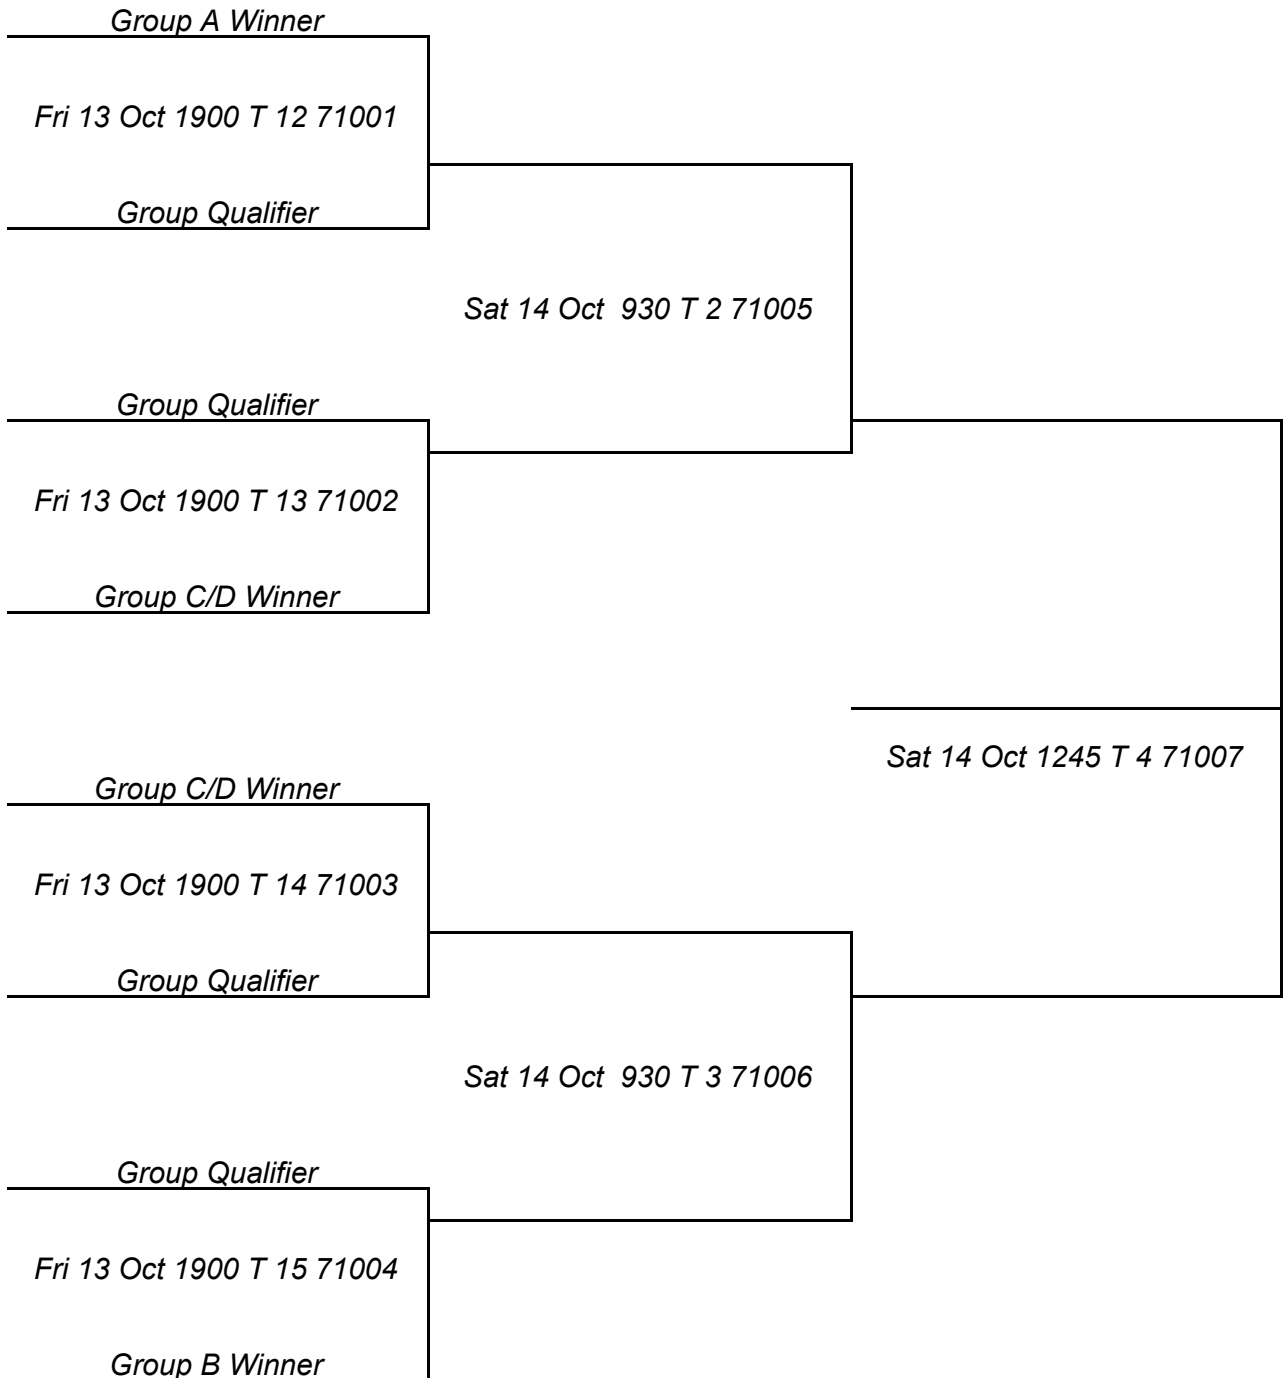 Group A Winner
Fri 13 Oct 1900 T 12 71001
Group Qualifier
Sat 14 Oct  930 T 2 71005
Group Qualifier
Fri 13 Oct 1900 T 13 71002
Group C/D Winner
Sat 14 Oct 1245 T 4 71007
Group C/D Winner
Fri 13 Oct 1900 T 14 71003
Group Qualifier
Sat 14 Oct  930 T 3 71006
Group Qualifier
Fri 13 Oct 1900 T 15 71004
Group B Winner